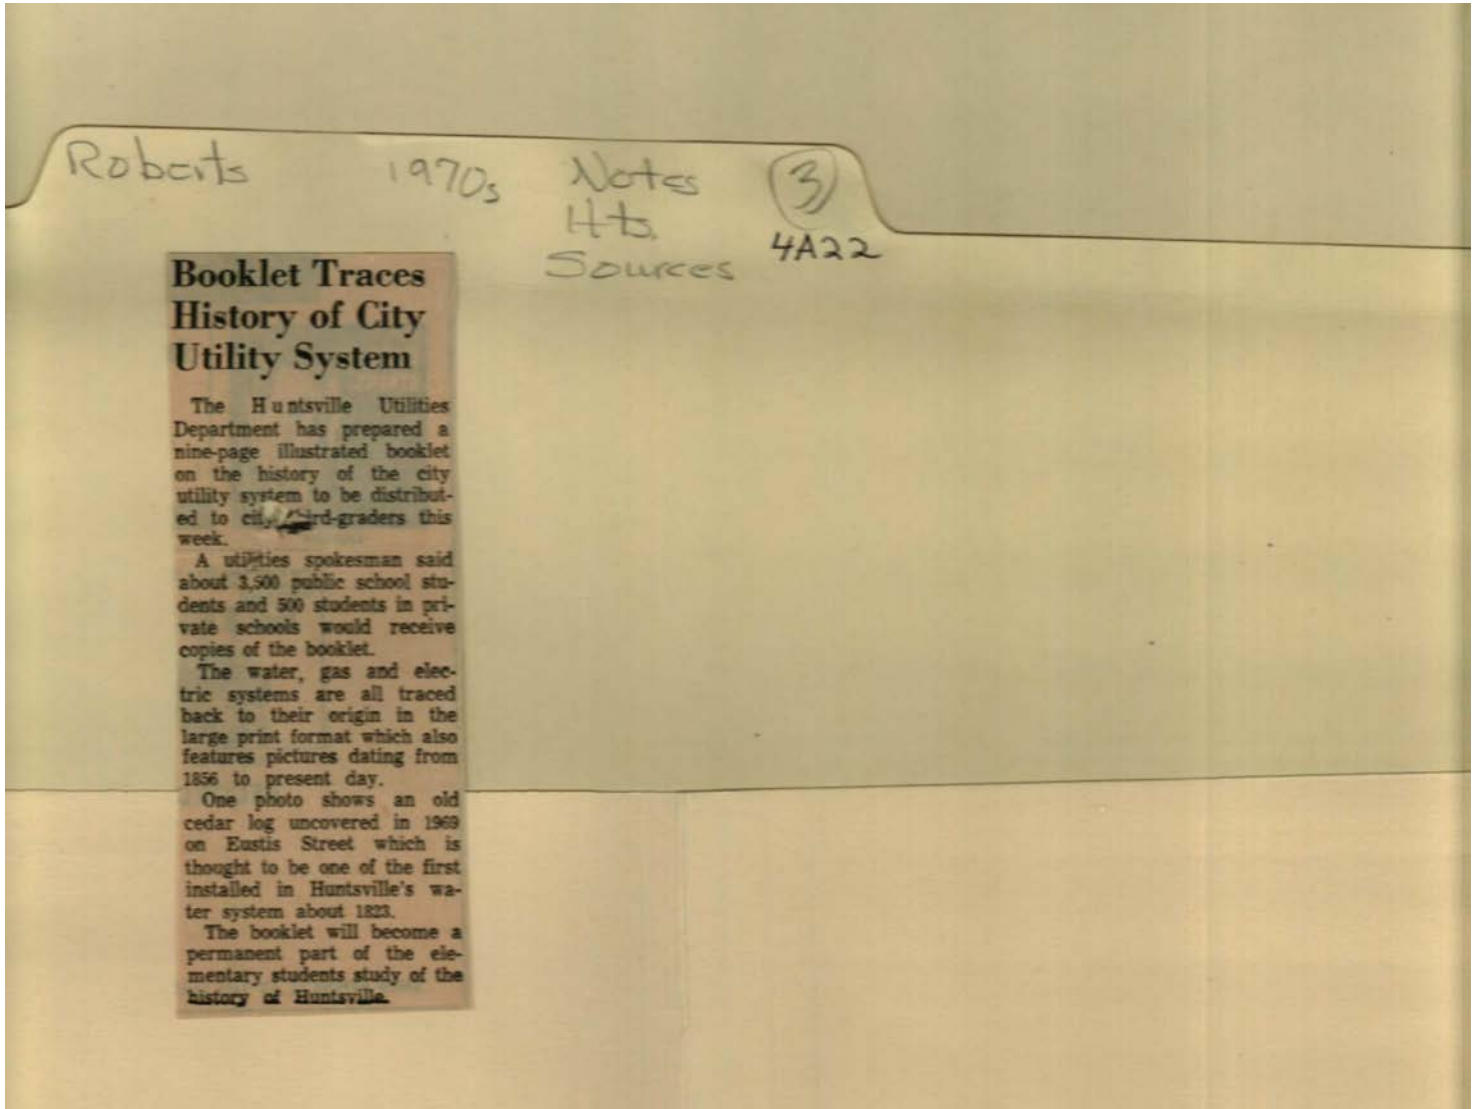 Roberts 1970s Notes 3
Hts.
4A22
Sources
Booklet Traces
History of City
Utility System
The Huntsville Utilities
Department has prepared a
nine-page illustrated booklet
on the history of the city
utility system to be distribut-
ed to city third-graders this
week.
A utilities spokesman said
about 3,500 public school stu-
dents and 500 students in pri-
vate schools would receive
copies of the booklet.
The water, gas and elec-
tric systems are all traced
back to their origin in the
large print format which also
features pictures dating from
1856 to present day.
One photo shows an old
cedar log uncovered in 1969
on Eustis Street which is
thought to be one of the first
installed in Huntsville's wa-
ter system about 1823.
The booklet will become a
permanent part of the ele-
mentary students study of the
history of Huntsville.